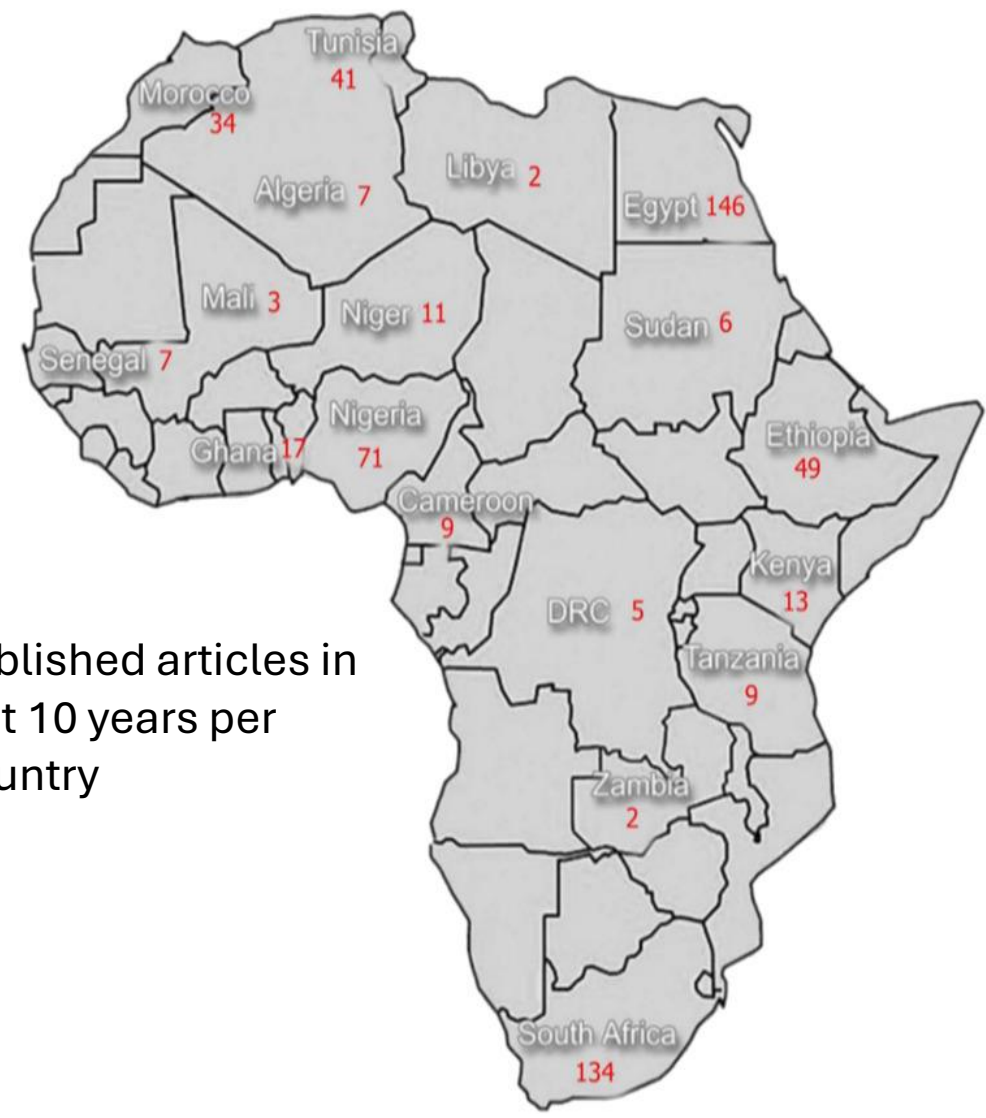 Tunisia
41
Morocco
34
Libya 2
Algeria 7
Egypt 146
Mali 3
Niger 11
Sudan 6
Senegal 7
Nigeria
71
Ghana 17
Ethiopia
49
Cameroon
9
Kenya
13
DRC 5
blished articles in
t 10 years per
untry
Tanzania
9
Zambia
2
South Africa
134